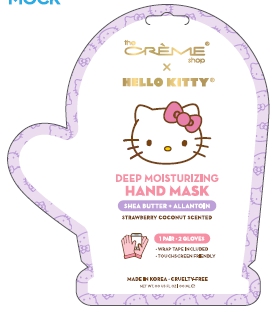 MOCK
the
CRÈME
shop
×
HELLO KITTY®
DEEP MOISTURIZING
HAND MASK
SHEA BUTTER + ALLANTOIN
STRAWBERRY COCONUT SCENTED
1 PAIR - 2 GLOVES
• WRAP TAPE INCLUDED
• TOUCHSCREEN FRIENDLY
MADE IN KOREA • CRUELTY-FREE